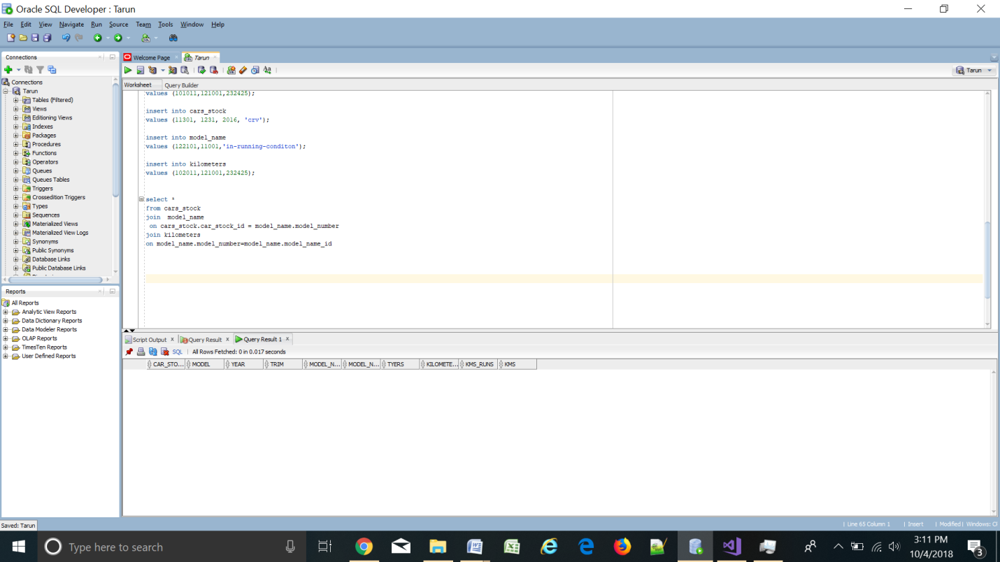 Oracle SQL Developer : Tarun
File Edit View Navigate Run Source Team Tools Window Help
Connections
Connections
Tarun
Tables (Filtered)
Views
Editioning Views
Indexes
Packages
Procedures
Functions
Operators
Queues
Queues Tables
Triggers
Crossedition Triggers
Types
Sequences
Materialized Views
Materialized View Logs
Synonyms
Public Synonyms
Database Links
Public Database Links
Reports
All Reports
Analytic View Reports
Data Dictionary Reports
Data Modeler Reports
OLAP Reports
TimesTen Reports
User Defined Reports
Welcome Page Tarun
Tarun
Worksheet Query Builder
values (101011,121001,232425);
insert into cars_stock
values (11301, 1231, 2016, 'crv');
insert into model_name
values (122101,11001,'in-running-conditon');
insert into kilometers
values (102011,121001,232425);
select *
from cars_stock
join model_name
on cars_stock.car_stock_id = model_name.model_number
join kilometers
on model_name.model_number=model_name.model_name_id
Script Output x Query Result x Query Result 1 x
SQL | All Rows Fetched: 0 in 0.017 seconds
CAR_STO... MODEL YEAR TRIM MODEL_N... MODEL_N... TYERS KILOMETE... KMS_RUNS KMS
Saved: Tarun
Line 65 Column 1 | Insert | Modified | Windows: Cl
Type here to search
3:11 PM
10/4/2018
3